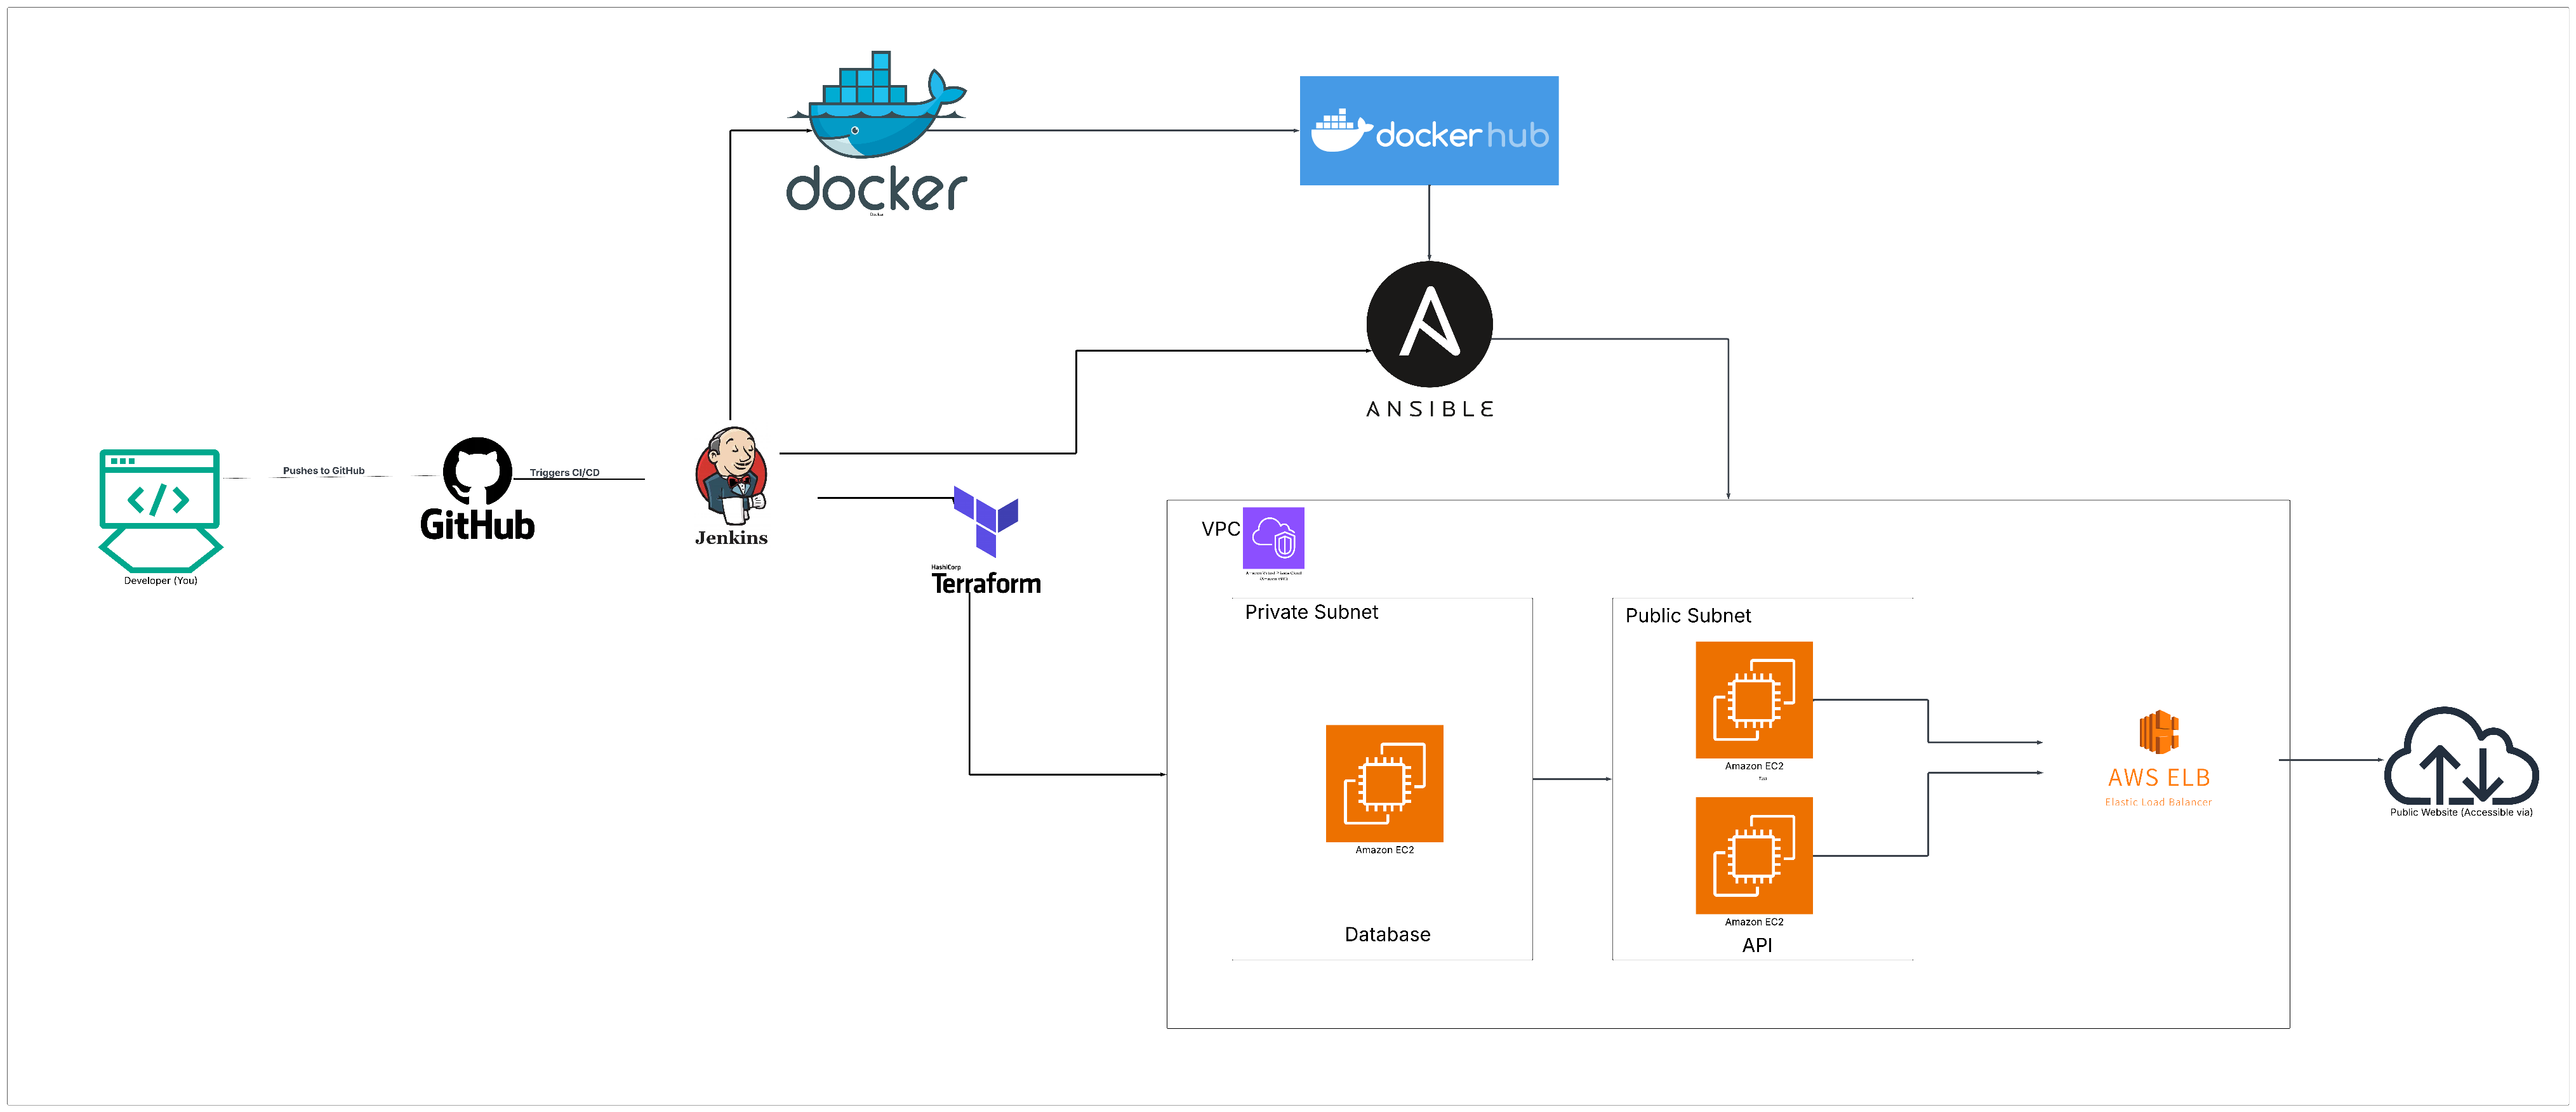 docker
Docker
docker hub
ANSIBLE
Pushes to GitHub
GitHub
Triggers CI/CD
Jenkins
Developer (You)
HashiCorp
Terraform
VPC
Private Subnet
Public Subnet
Amazon EC2
Amazon EC2
Database
Amazon EC2
API
AWS ELB
Elastic Load Balancer
Public Website (Accessible via)